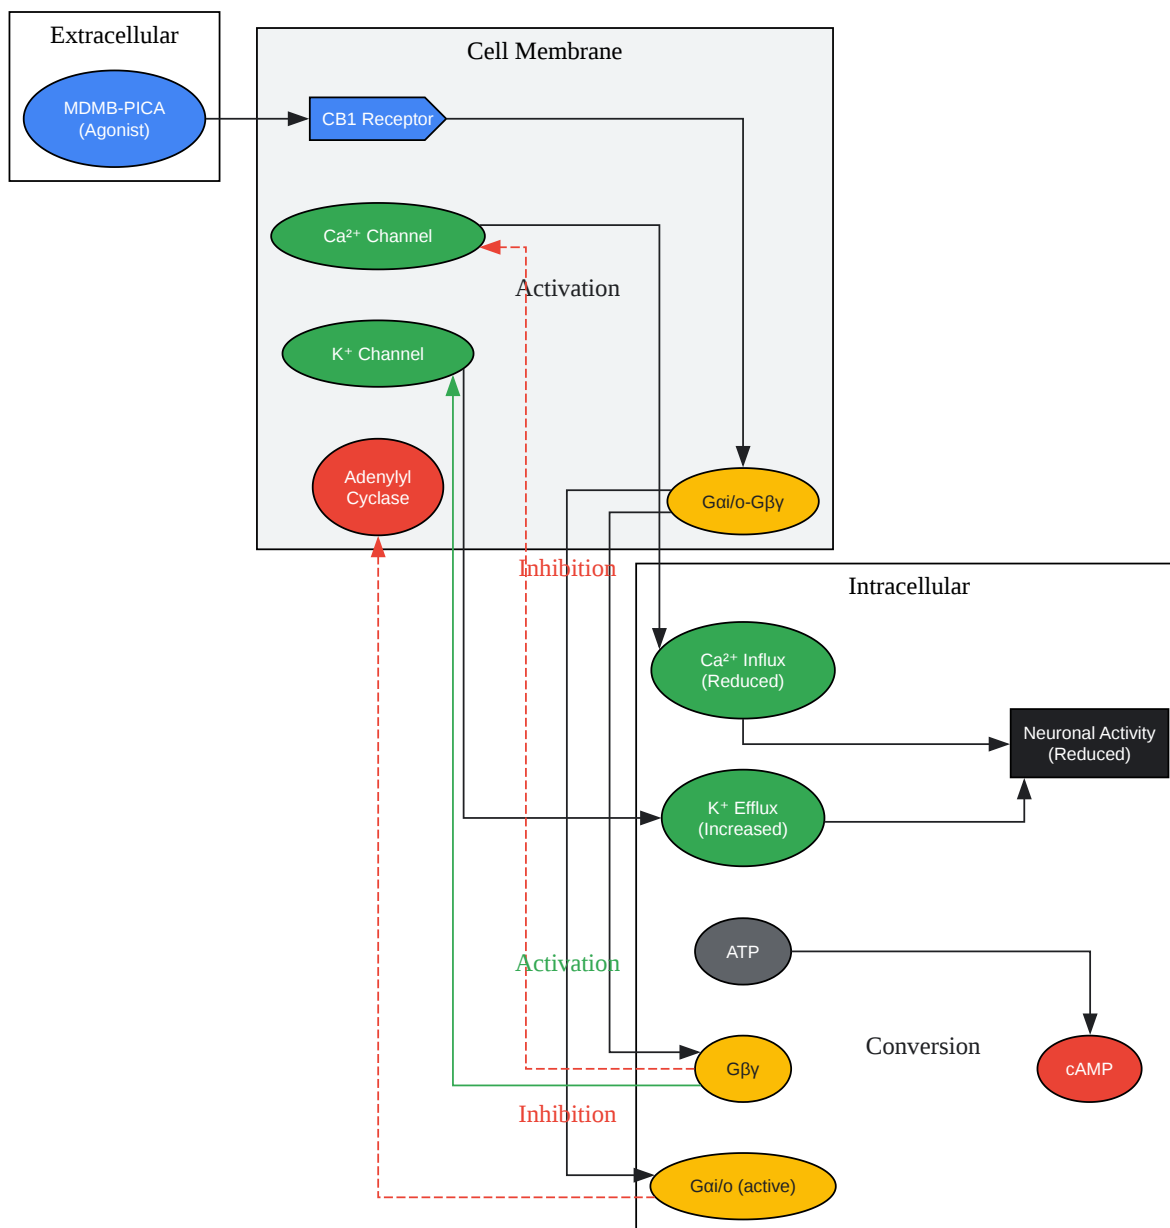 Extracellular
MDMB-PICA
(Agonist)
Cell Membrane
CB1 Receptor
Ca²⁺ Channel
Activation
K⁺ Channel
Adenylyl
Cyclase
Gαi/o-Gβγ
Inhibition
Intracellular
Ca²⁺ Influx
(Reduced)
Neuronal Activity
(Reduced)
K⁺ Efflux
(Increased)
ATP
Activation
Conversion
Gβγ
cAMP
Inhibition
Gαi/o (active)